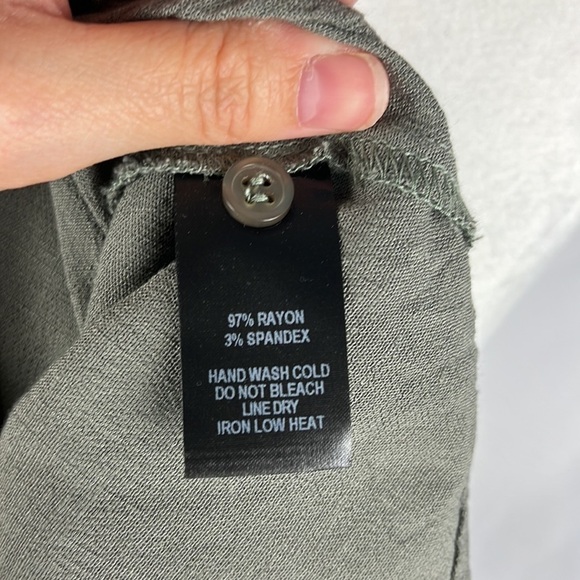 97% RAYON
3% SPANDEX
HAND WASH COLD
DO NOT BLEACH
LINE DRY
IRON LOW HEAT